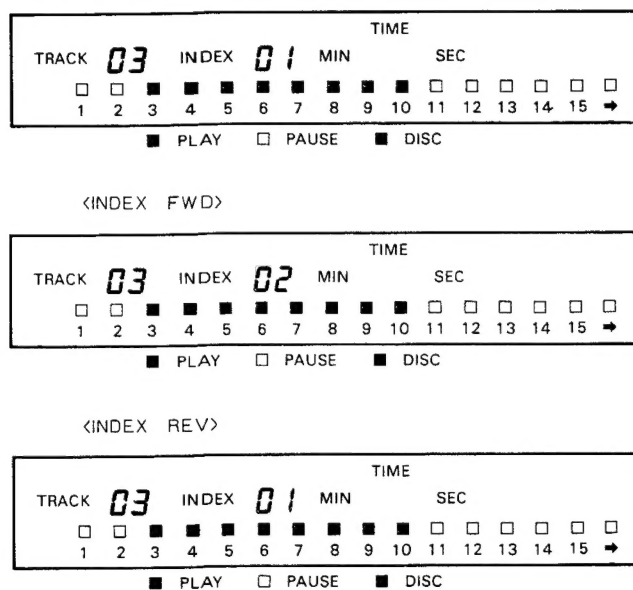 TIME
TRACK 03 INDEX 01 MIN SEC
1 2 3 4 5 6 7 8 9 10 11 12 13 14 15 ➡
■ PLAY □ PAUSE ■ DISC
<INDEX FWD>
TIME
TRACK 03 INDEX 02 MIN SEC
1 2 3 4 5 6 7 8 9 10 11 12 13 14 15 ➡
■ PLAY □ PAUSE ■ DISC
<INDEX REV>
TIME
TRACK 03 INDEX 01 MIN SEC
1 2 3 4 5 6 7 8 9 10 11 12 13 14 15 ➡
■ PLAY □ PAUSE ■ DISC